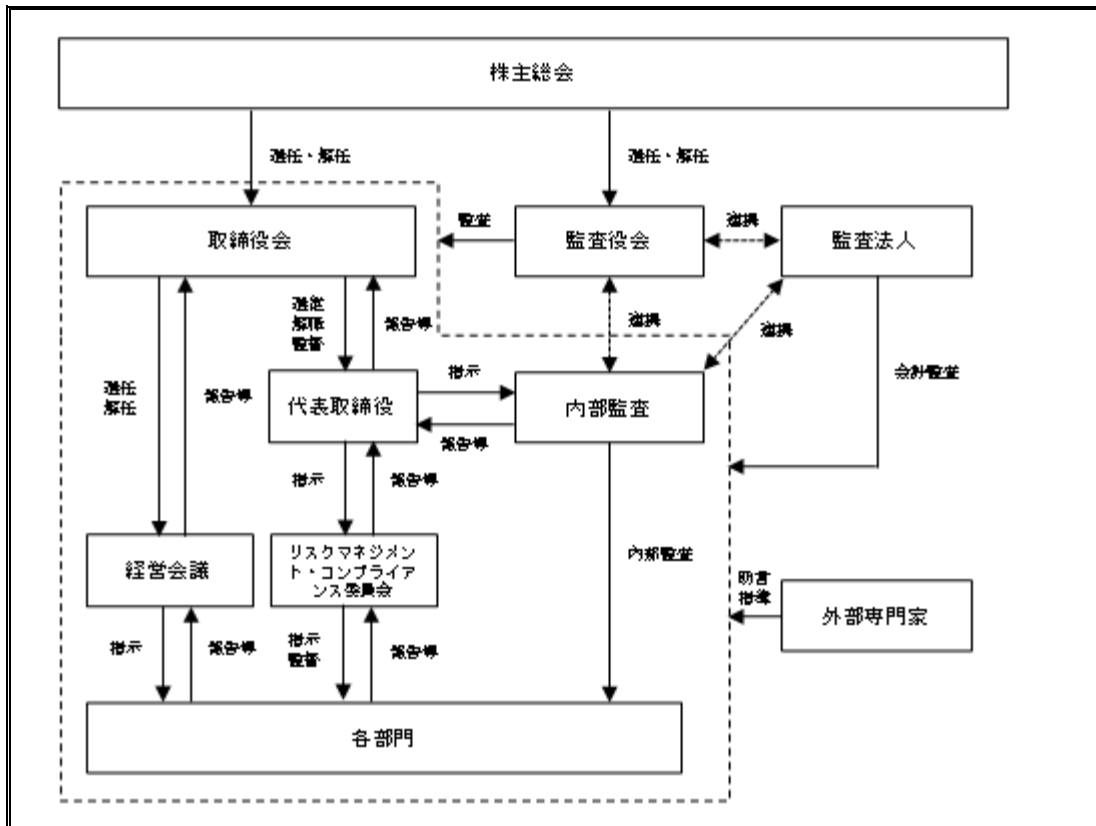 株主総会
選任・解任
選任・解任
取締役会
監査
監査役会
連携
監査法人
選定
解職
監督
報告等
連携
連携
選任
解任
報告等
代表取締役
指示
報告等
内部監査
会計監査
指示
報告等
経営会議
リスクマネジメン
ト・コンプライア
ンス委員会
内部監査
助言
指導
外部専門家
指示
報告等
指示
監督
報告等
各部門